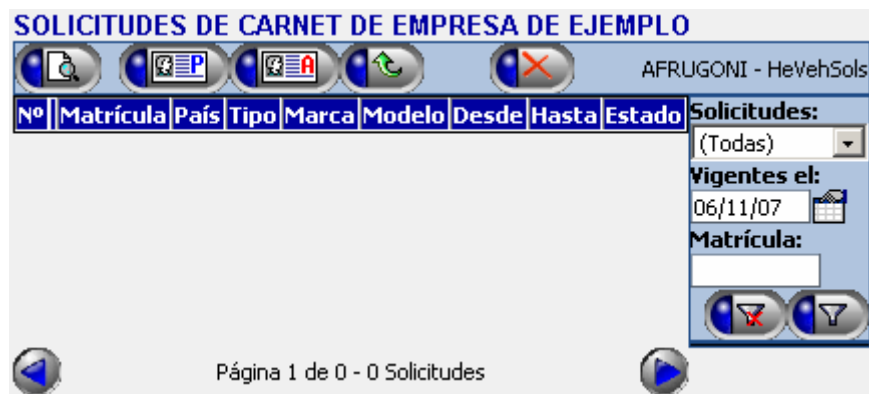 SOLICITUDES DE CARNET DE EMPRESA DE EJEMPLO
P A AFRUGONI - HeVehSols
Nº Matrícula País Tipo Marca Modelo Desde Hasta Estado
Solicitudes:
(Todas)
Vigentes el:
06/11/07
Matrícula:
Página 1 de 0 - 0 Solicitudes